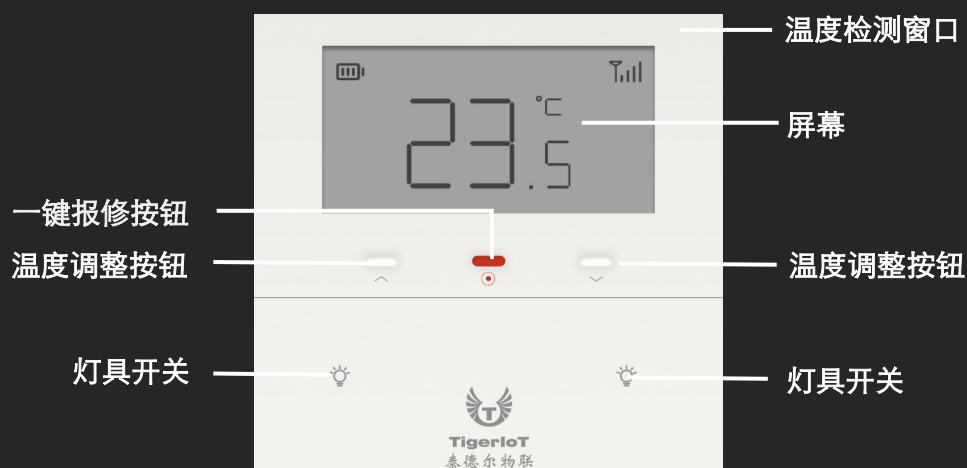 温度检测窗口
23.5 ℃
屏幕
一键报修按钮
温度调整按钮
温度调整按钮
灯具开关
灯具开关
TigerIoT
泰德尔物联